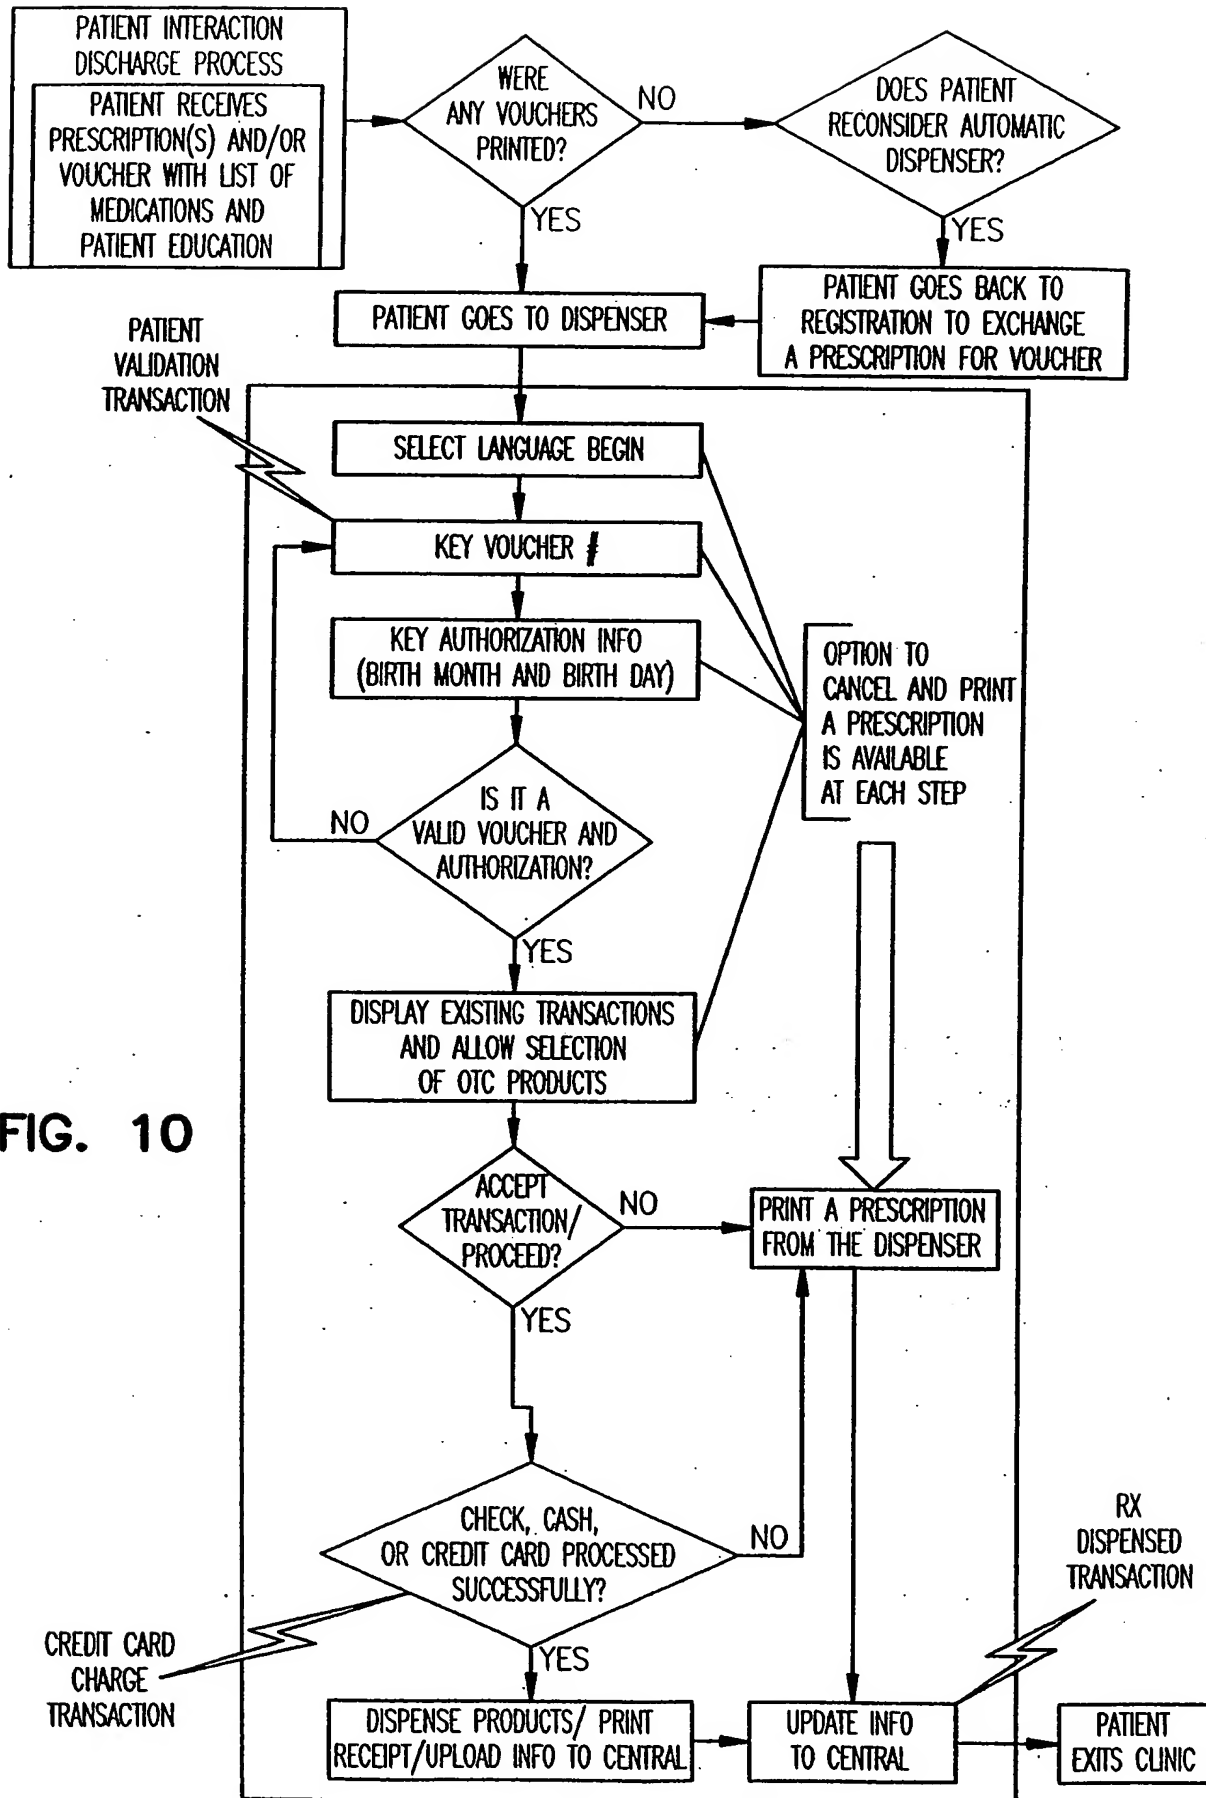 PATIENT INTERACTION
DISCHARGE PROCESS
PATIENT RECEIVES
PRESCRIPTION(S) AND/OR
VOUCHER WITH LIST OF
MEDICATIONS AND
PATIENT EDUCATION
WERE
ANY VOUCHERS
PRINTED?
NO
DOES PATIENT
RECONSIDER AUTOMATIC
DISPENSER?
YES
YES
PATIENT GOES TO DISPENSER
PATIENT GOES BACK TO
REGISTRATION TO EXCHANGE
A PRESCRIPTION FOR VOUCHER
PATIENT
VALIDATION
TRANSACTION
SELECT LANGUAGE BEGIN
KEY VOUCHER #
KEY AUTHORIZATION INFO
(BIRTH MONTH AND BIRTH DAY)
OPTION TO
CANCEL AND PRINT
A PRESCRIPTION
IS AVAILABLE
AT EACH STEP
IS IT A
VALID VOUCHER AND
AUTHORIZATION?
NO
YES
DISPLAY EXISTING TRANSACTIONS
AND ALLOW SELECTION
OF OTC PRODUCTS
FIG. 10
ACCEPT
TRANSACTION/
PROCEED?
NO
PRINT A PRESCRIPTION
FROM THE DISPENSER
YES
CHECK, CASH,
OR CREDIT CARD PROCESSED
SUCCESSFULLY?
NO
RX
DISPENSED
TRANSACTION
CREDIT CARD
CHARGE
TRANSACTION
YES
DISPENSE PRODUCTS/ PRINT
RECEIPT/UPLOAD INFO TO CENTRAL
UPDATE INFO
TO CENTRAL
PATIENT
EXITS CLINIC